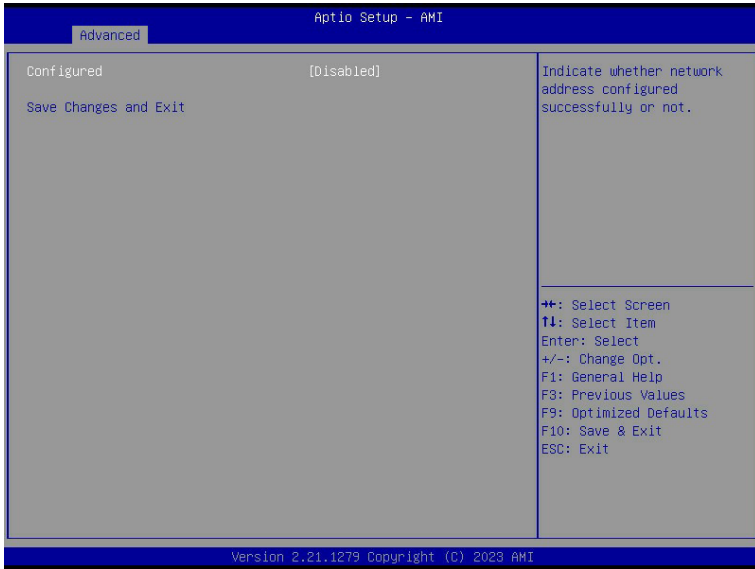 Aptio Setup – AMI
Advanced
Configured [Disabled]
Save Changes and Exit
Indicate whether network
address configured
successfully or not.
→←: Select Screen
↑↓: Select Item
Enter: Select
+/-: Change Opt.
F1: General Help
F3: Previous Values
F9: Optimized Defaults
F10: Save & Exit
ESC: Exit
Version 2.21.1279 Copyright (C) 2023 AMI